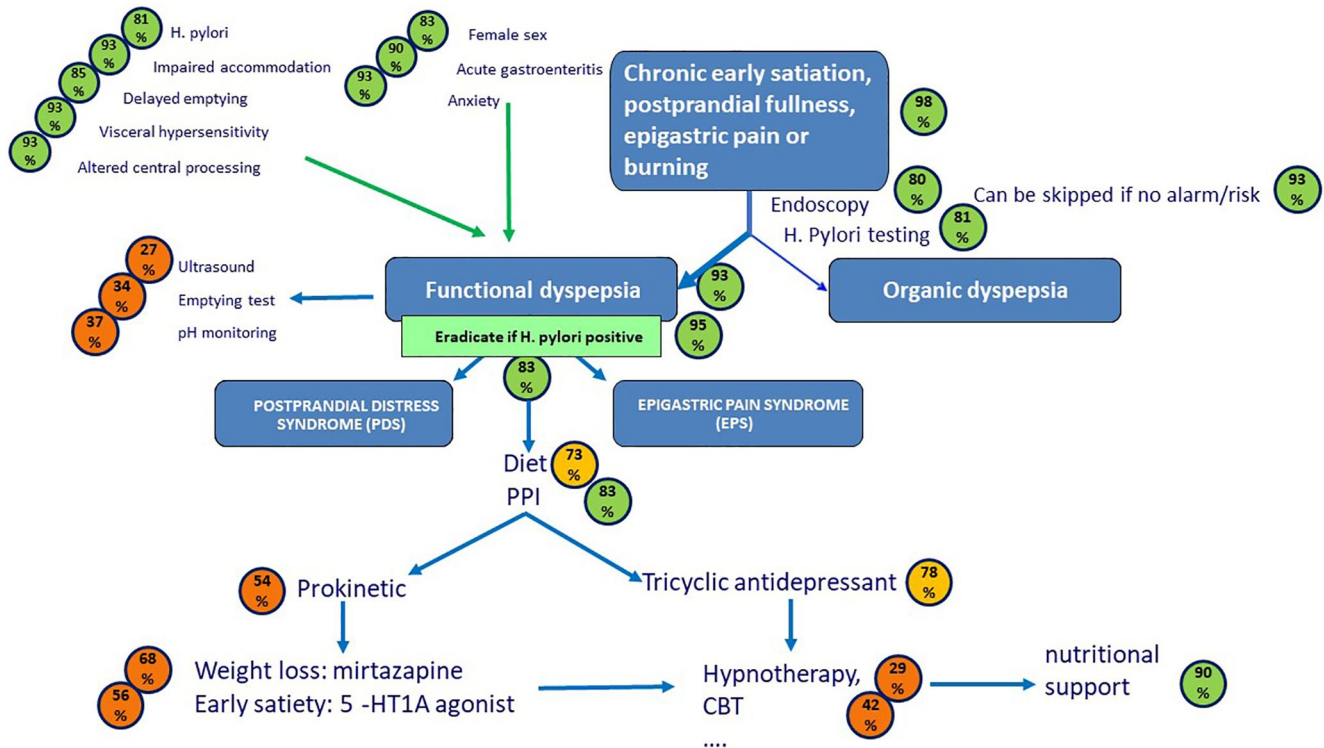 81
%
H. pylori
93
%
Impaired accommodation
85
%
Delayed emptying
93
%
Visceral hypersensitivity
93
%
Altered central processing
83
%
Female sex
90
%
Acute gastroenteritis
93
%
Anxiety
Chronic early satiation,
postprandial fullness,
epigastric pain or
burning
98
%
Endoscopy
80
%
Can be skipped if no alarm/risk
93
%
H. Pylori testing
81
%
27
%
Ultrasound
34
%
Emptying test
37
%
pH monitoring
Functional dyspepsia
93
%
Organic dyspepsia
Eradicate if H. pylori positive
95
%
83
%
POSTPRANDIAL DISTRESS
SYNDROME (PDS)
EPIGASTRIC PAIN SYNDROME
(EPS)
Diet
73
%
PPI
83
%
54
%
Prokinetic
Tricyclic antidepressant
78
%
68
%
Weight loss: mirtazapine
56
%
Early satiety: 5 -HT1A agonist
Hypnotherapy,
29
%
CBT
42
%
....
nutritional
support
90
%